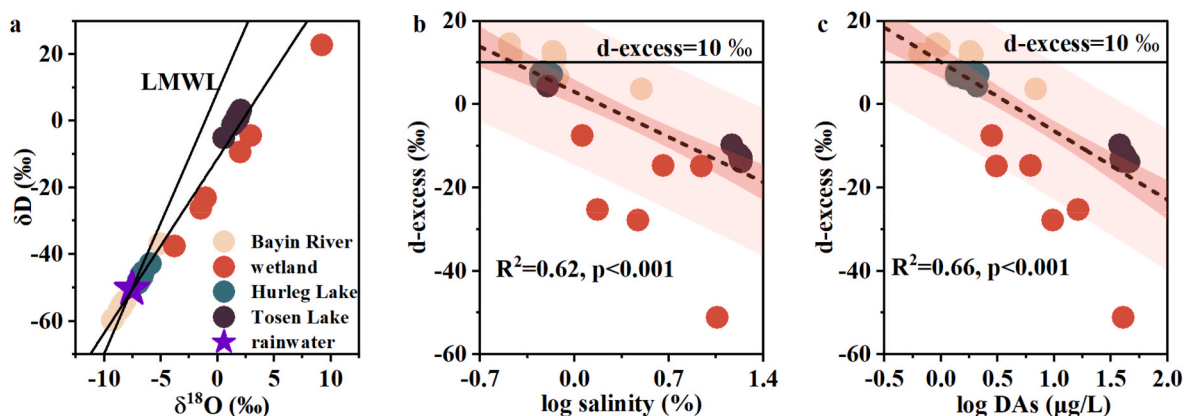 a
LMWL
δD (‰)
20
0
-20
-40
-60
Bayin River
wetland
Hurleg Lake
Tosen Lake
rainwater
-10 -5 0 5 10
δ¹⁸O (‰)
b
d-excess=10 ‰
d-excess (‰)
20
10
0
-20
-40
-60
R²=0.62, p<0.001
-0.7 0.0 0.7 1.4
log salinity (%)
c
d-excess=10 ‰
d-excess (‰)
20
10
0
-20
-40
-60
R²=0.66, p<0.001
-0.5 0.0 0.5 1.0 1.5 2.0
log DAs (μg/L)